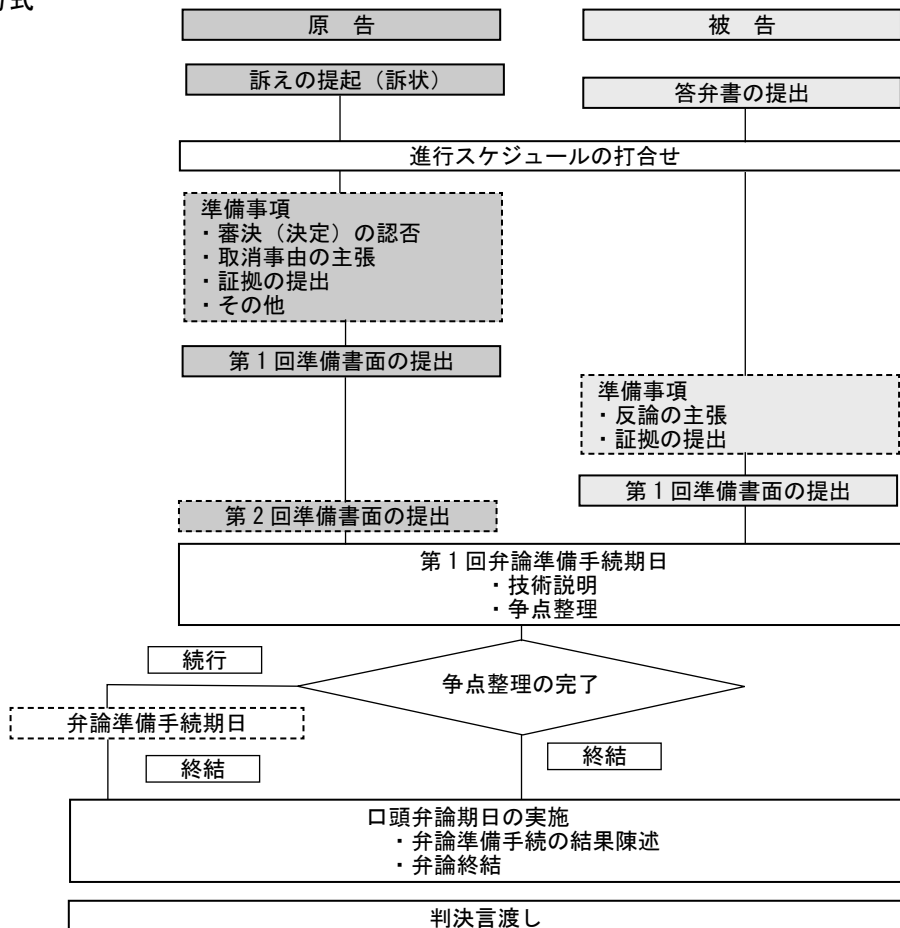 方式
原　告
被　告
訴えの提起（訴状）
答弁書の提出
進行スケジュールの打合せ
準備事項
・審決（決定）の認否
・取消事由の主張
・証拠の提出
・その他
第１回準備書面の提出
準備事項
・反論の主張
・証拠の提出
第１回準備書面の提出
第２回準備書面の提出
第１回弁論準備手続期日
・技術説明
・争点整理
続行
争点整理の完了
弁論準備手続期日
終結
終結
口頭弁論期日の実施
・弁論準備手続の結果陳述
・弁論終結
判決言渡し